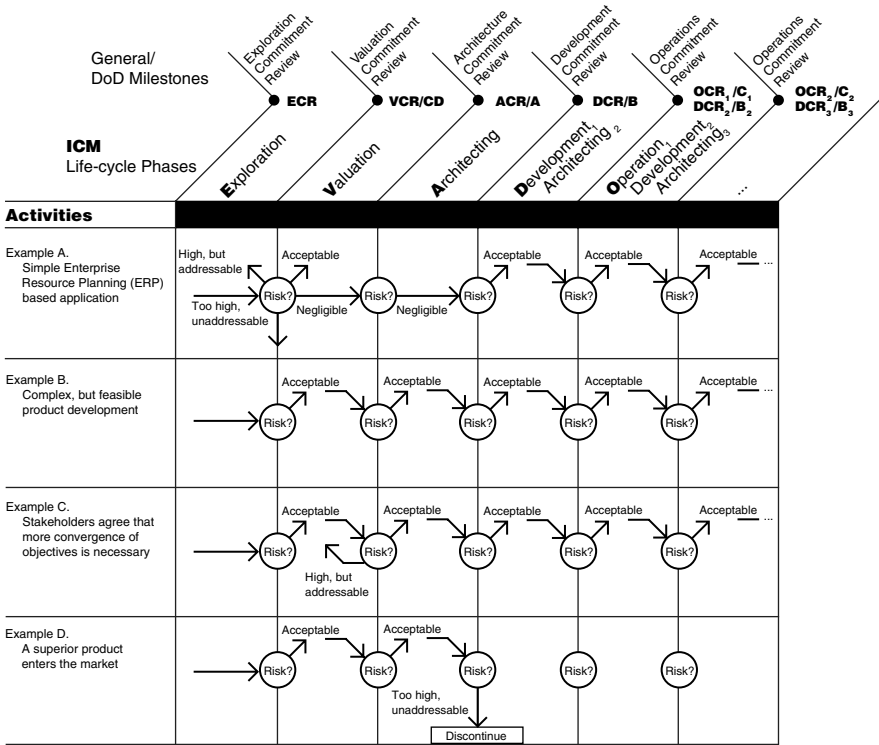 General/
DoD Milestones
Exploration
Commitment
Review
Valuation
Commitment
Review
Architecture
Commitment
Review
Development
Commitment
Review
Operations
Commitment
Review
Operations
Commitment
Review
ECR
VCR/CD
ACR/A
DCR/B
OCR₁/C₁
DCR₂/B₂
OCR₂/C₂
DCR₃/B₃
ICM
Life-cycle Phases
Exploration
Valuation
Architecting
Development₁
Architecting₂
Operation₁
Development₂
Architecting₃
...
Activities
Example A.
Simple Enterprise
Resource Planning (ERP)
based application
High, but
addressable
Acceptable
Acceptable
Acceptable
Acceptable
...
Risk?
Risk?
Risk?
Risk?
Risk?
Too high,
unaddressable
Negligible
Negligible
Example B.
Complex, but feasible
product development
Acceptable
Acceptable
Acceptable
Acceptable
Acceptable
...
Risk?
Risk?
Risk?
Risk?
Risk?
Example C.
Stakeholders agree that
more convergence of
objectives is necessary
Acceptable
Acceptable
Acceptable
Acceptable
Acceptable
...
Risk?
Risk?
Risk?
Risk?
Risk?
High, but
addressable
Example D.
A superior product
enters the market
Acceptable
Acceptable
Risk?
Risk?
Risk?
Risk?
Risk?
Too high,
unaddressable
Discontinue